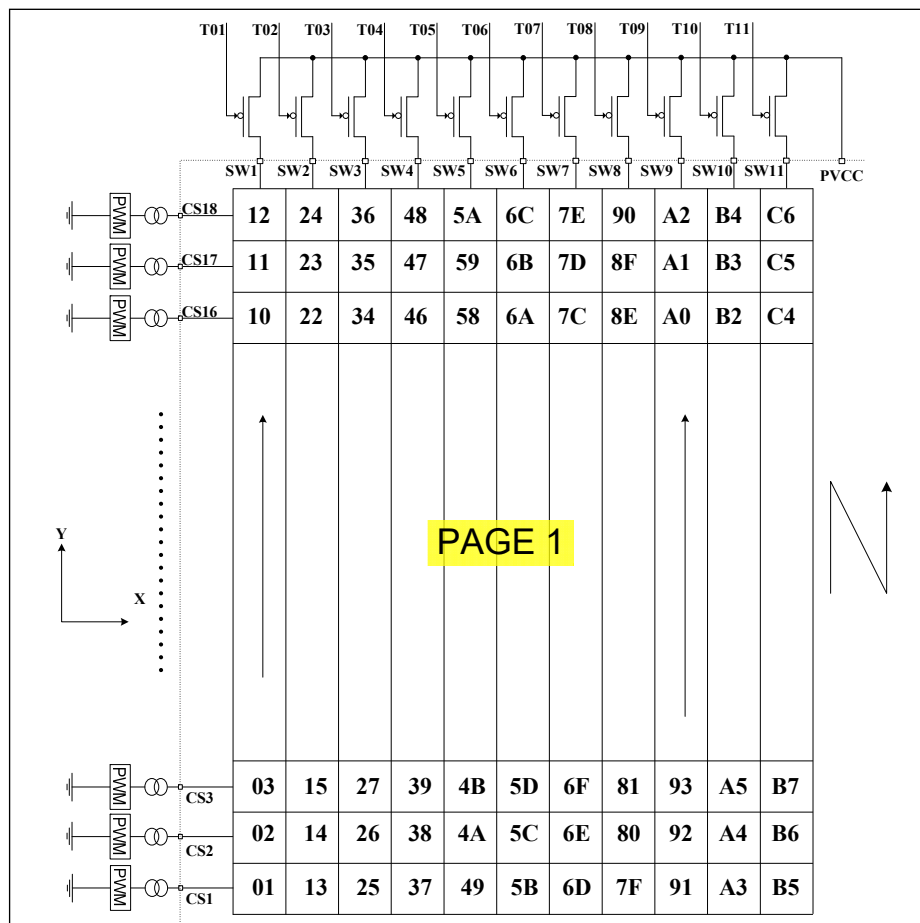 T01 T02 T03 T04 T05 T06 T07 T08 T09 T10 T11
SW1 SW2 SW3 SW4 SW5 SW6 SW7 SW8 SW9 SW10 SW11 PVCC
PWM CS18 12 24 36 48 5A 6C 7E 90 A2 B4 C6
PWM CS17 11 23 35 47 59 6B 7D 8F A1 B3 C5
PWM CS16 10 22 34 46 58 6A 7C 8E A0 B2 C4
PAGE 1
Y
X
PWM CS3 03 15 27 39 4B 5D 6F 81 93 A5 B7
PWM CS2 02 14 26 38 4A 5C 6E 80 92 A4 B6
PWM CS1 01 13 25 37 49 5B 6D 7F 91 A3 B5